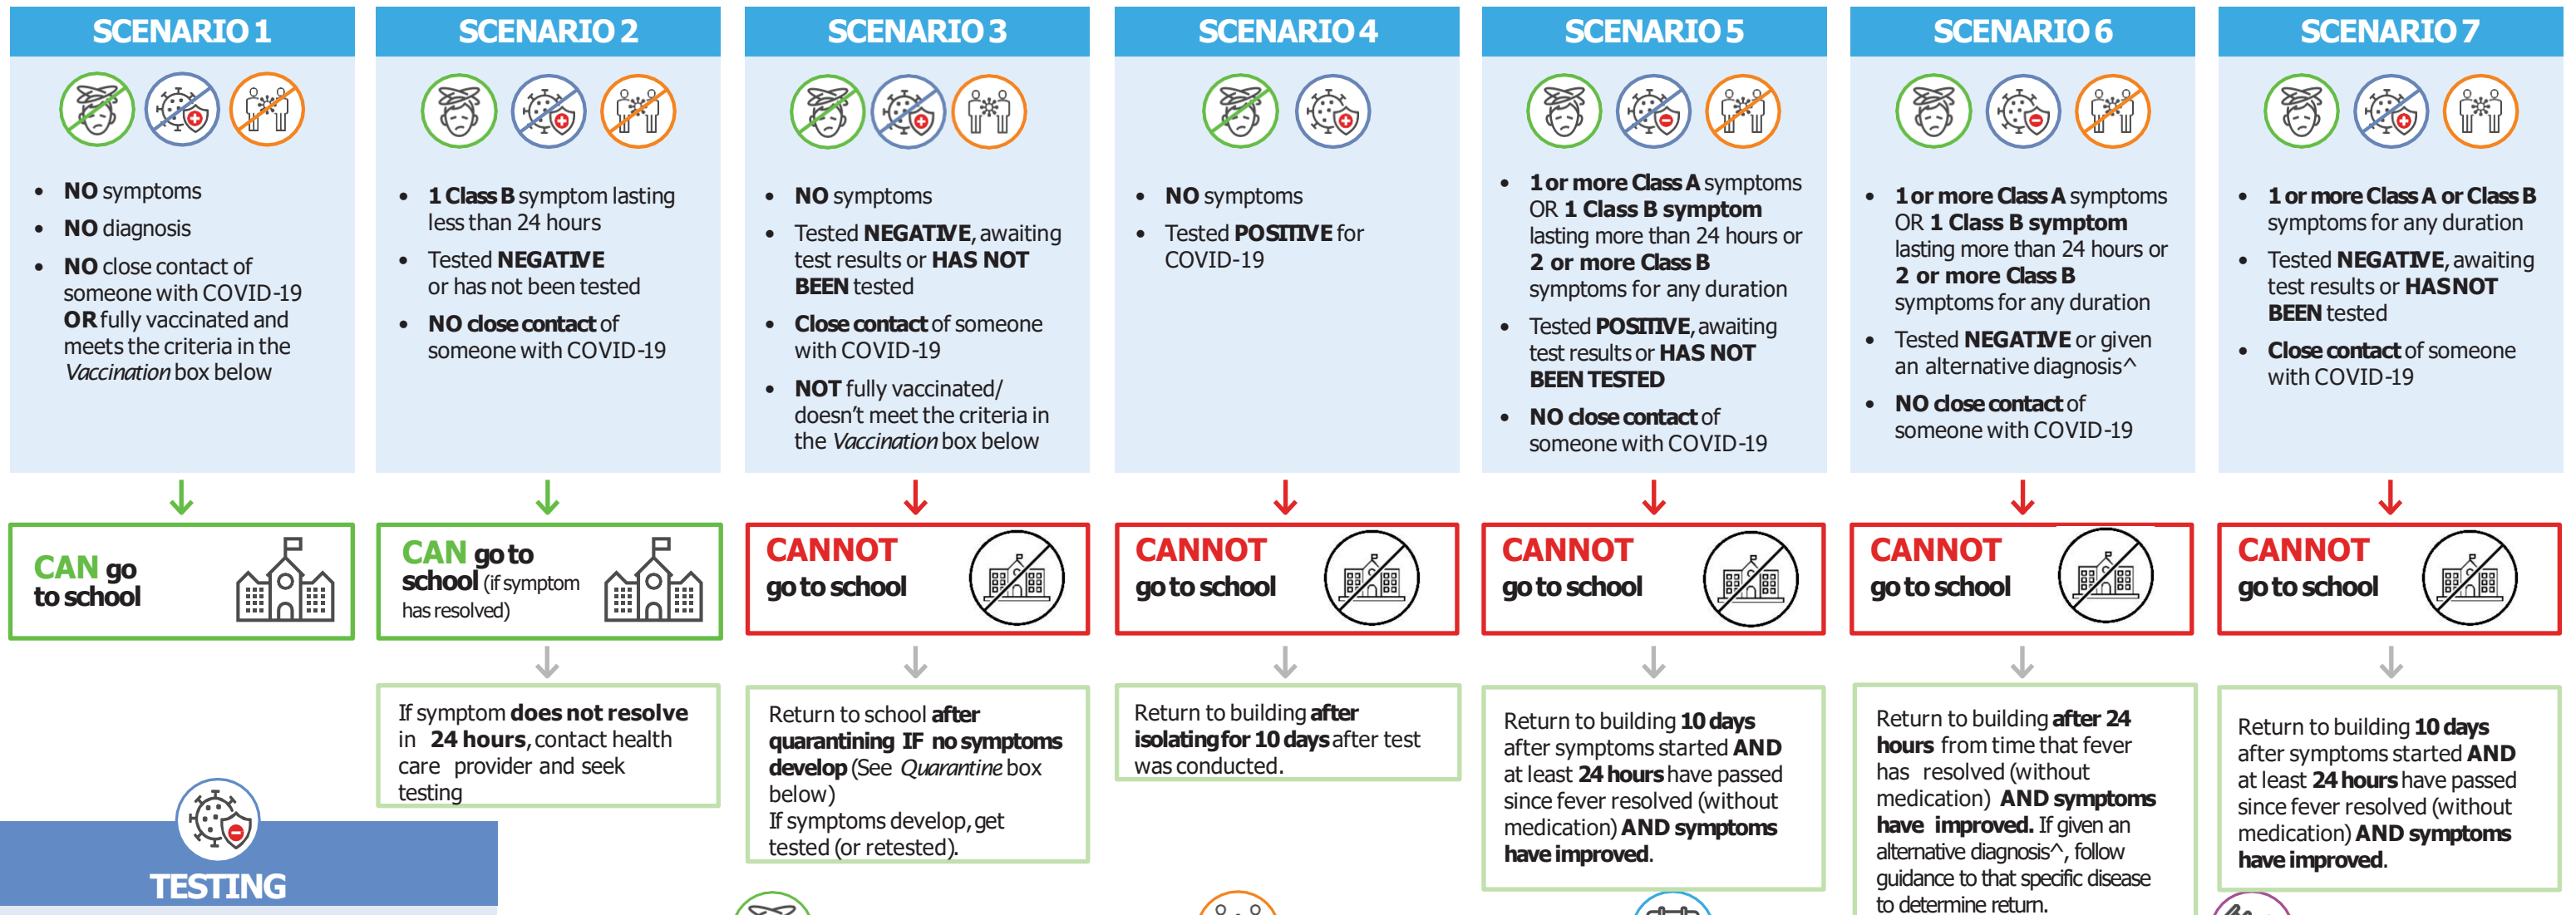 SCENARIO 1
NO symptoms
NO diagnosis
NO close contact of
someone with COVID-19
OR fully vaccinated and
meets the criteria in the
Vaccination box below
CAN go
to school
SCENARIO 2
1 Class B symptom lasting
less than 24 hours
Tested NEGATIVE
or has not been tested
NO close contact of
someone with COVID-19
CAN go to
school (if symptom
has resolved)
If symptom does not resolve
in 24 hours, contact health
care provider and seek
testing
SCENARIO 3
NO symptoms
Tested NEGATIVE, awaiting
test results or HAS NOT
BEEN tested
Close contact of someone
with COVID-19
NOT fully vaccinated/
doesn't meet the criteria in
the Vaccination box below
CANNOT
go to school
Return to school after
quarantining IF no symptoms
develop (See Quarantine box
below)
If symptoms develop, get
tested (or retested).
SCENARIO 4
NO symptoms
Tested POSITIVE for
COVID-19
CANNOT
go to school
Return to building after
isolating for 10 days after test
was conducted.
SCENARIO 5
1 or more Class A symptoms
OR 1 Class B symptom
lasting more than 24 hours or
2 or more Class B
symptoms for any duration
Tested POSITIVE, awaiting
test results or HAS NOT
BEEN TESTED
NO close contact of
someone with COVID-19
CANNOT
go to school
Return to building 10 days
after symptoms started AND
at least 24 hours have passed
since fever resolved (without
medication) AND symptoms
have improved.
SCENARIO 6
1 or more Class A symptoms
OR 1 Class B symptom
lasting more than 24 hours or
2 or more Class B
symptoms for any duration
Tested NEGATIVE or given
an alternative diagnosis^
NO close contact of
someone with COVID-19
CANNOT
go to school
Return to building after 24
hours from time that fever
has resolved (without
medication) AND symptoms
have improved. If given an
alternative diagnosis^, follow
guidance to that specific disease
to determine return.
SCENARIO 7
1 or more Class A or Class B
symptoms for any duration
Tested NEGATIVE, awaiting
test results or HAS NOT
BEEN tested
Close contact of someone
with COVID-19
CANNOT
go to school
Return to building 10 days
after symptoms started AND
at least 24 hours have passed
since fever resolved (without
medication) AND symptoms
have improved.
TESTING